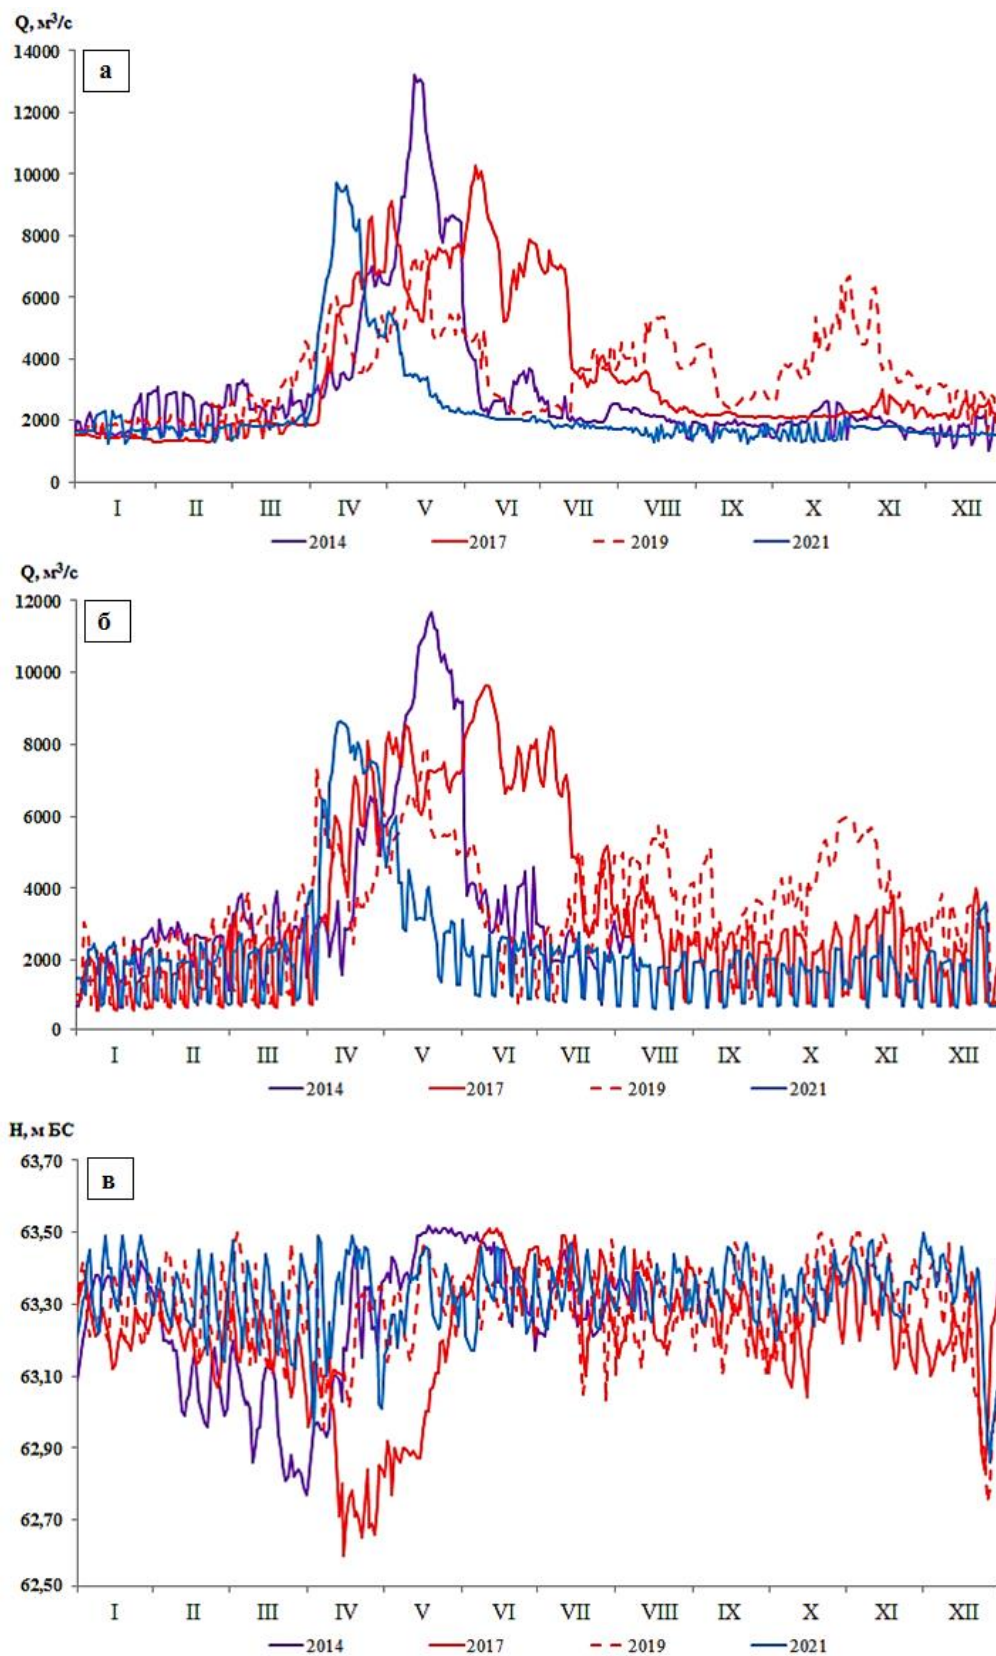 Q, м³/с
а
14000
12000
10000
8000
6000
4000
2000
0
I II III IV V VI VII VIII IX X XI XII
2014 2017 2019 2021
Q, м³/с
б
12000
10000
8000
6000
4000
2000
0
I II III IV V VI VII VIII IX X XI XII
2014 2017 2019 2021
Н, м БС
в
63,70
63,50
63,30
63,10
62,90
62,70
62,50
I II III IV V VI VII VIII IX X XI XII
2014 2017 2019 2021